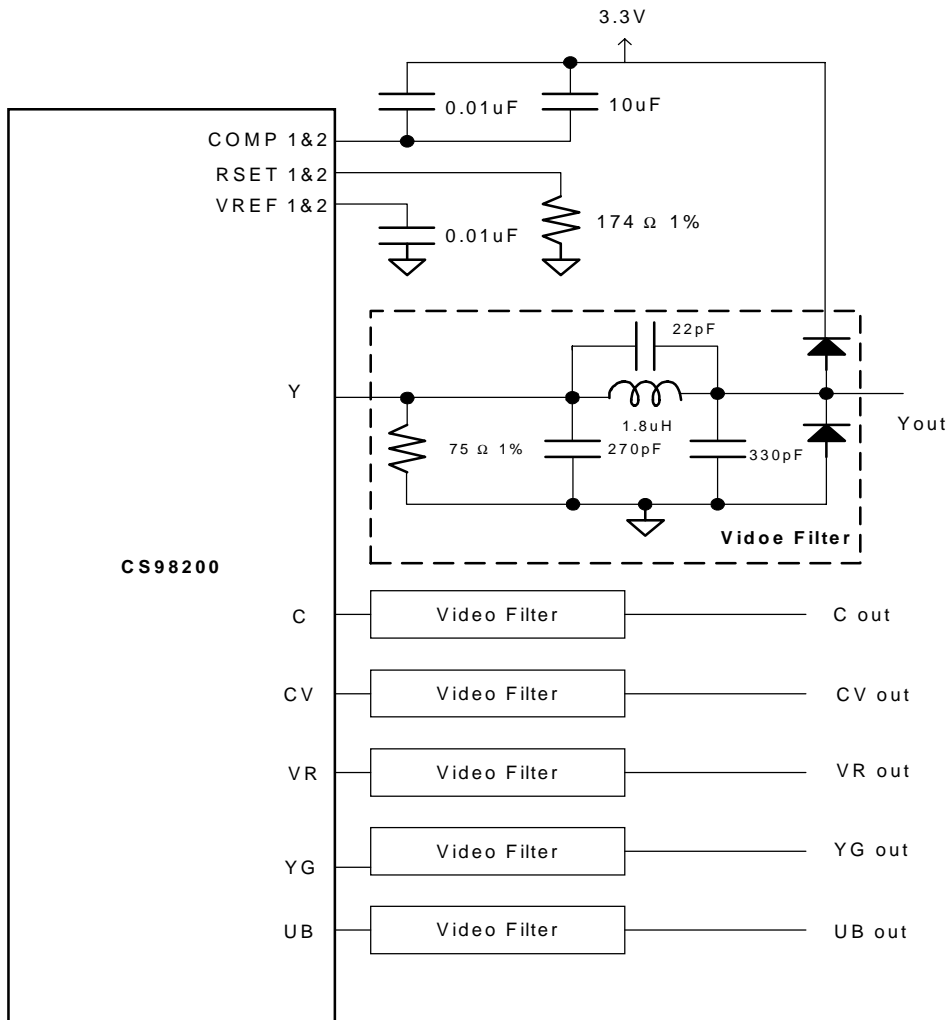 3.3V
0.01uF
10uF
COMP 1&2
RSET 1&2
VREF 1&2
0.01uF
174 Ω 1%
22pF
Y
Yout
1.8uH
75 Ω 1%
270pF
330pF
Vidoe Filter
CS98200
C
Video Filter
C out
CV
Video Filter
CV out
VR
Video Filter
VR out
YG
Video Filter
YG out
UB
Video Filter
UB out